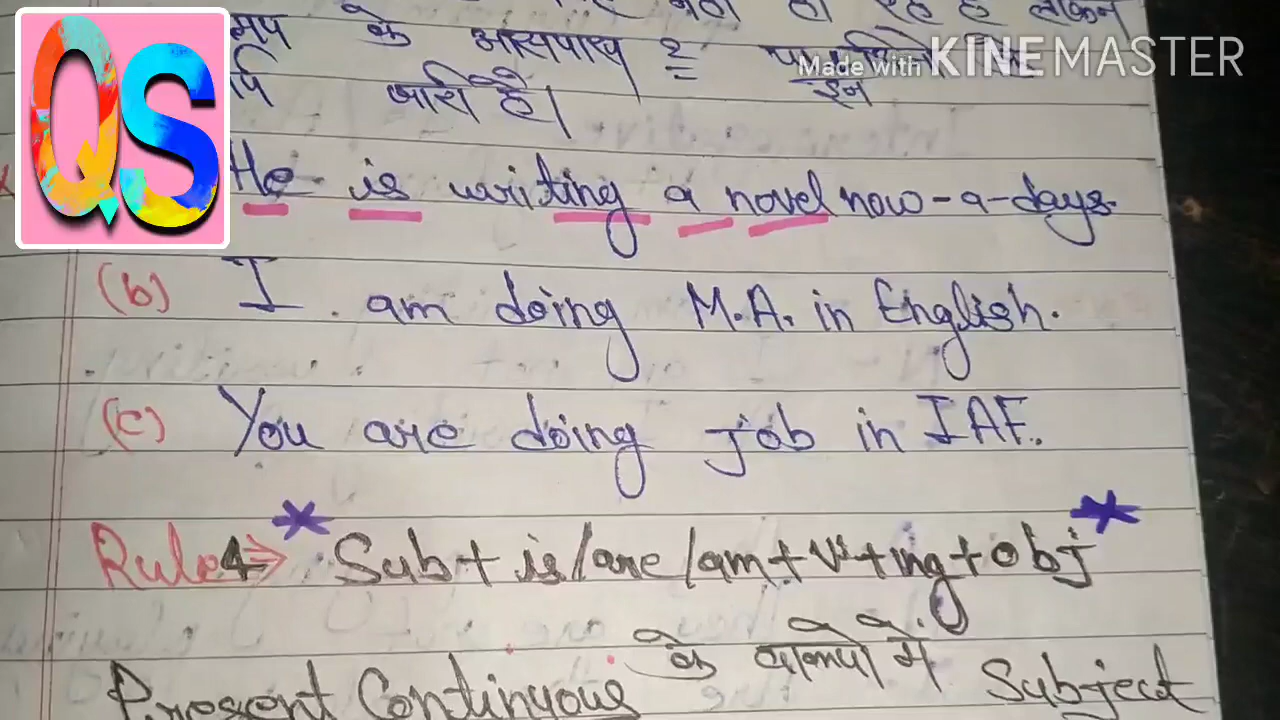 के आसपास
Made with KINEMASTER
इन
जारी है।
QS
He is writing a novel now-a-days.
(b) I am doing M.A. in English.
(c) You are doing job in IAF.
Rule 4 ⇒ * Sub + is/are/am + V¹ + ing + obj *
Present Continuous के वाक्यो में Subject